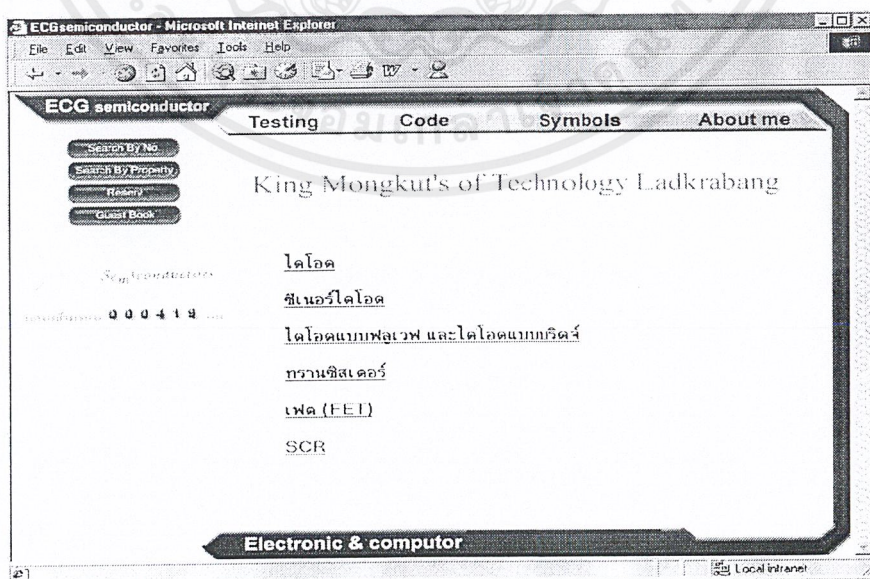 ECGsemiconductor - Microsoft Internet Explorer
File Edit View Favorites Tools Help
ECG semiconductor
Testing Code Symbols About me
Search By No.
Search By Property
Guest Book
King Mongkut's of Technology Ladkrabang
Semiconductors
000419
ไดโอด
ซีเนอร์ไดโอด
ไดโอดแบบฟลูเวฟ และไดโอดแบบบริดจ์
ทรานซิสเตอร์
เฟต (FET)
SCR
Electronic & computor
Local intranet